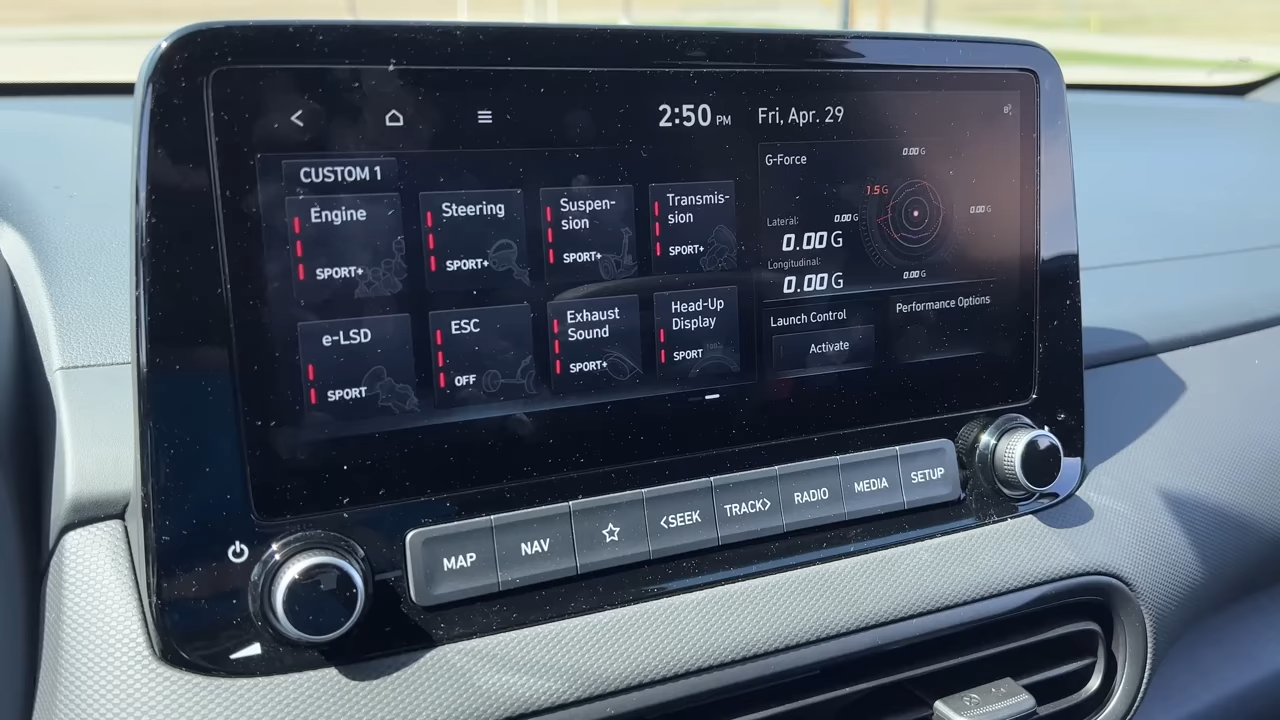 2:50 PM Fri, Apr. 29
CUSTOM 1
Engine
SPORT+
Steering
SPORT+
Suspen-
sion
SPORT+
Transmis-
sion
SPORT+
e-LSD
SPORT
ESC
OFF
Exhaust
Sound
SPORT+
Head-Up
Display
SPORT
100
G-Force
0.00 G
1.5 G
0.00 G
Lateral:
0.00 G
0.00 G
Longitudinal:
0.00 G
0.00 G
Launch Control
Activate
Performance Options
MAP
NAV
<SEEK
TRACK>
RADIO
MEDIA
SETUP